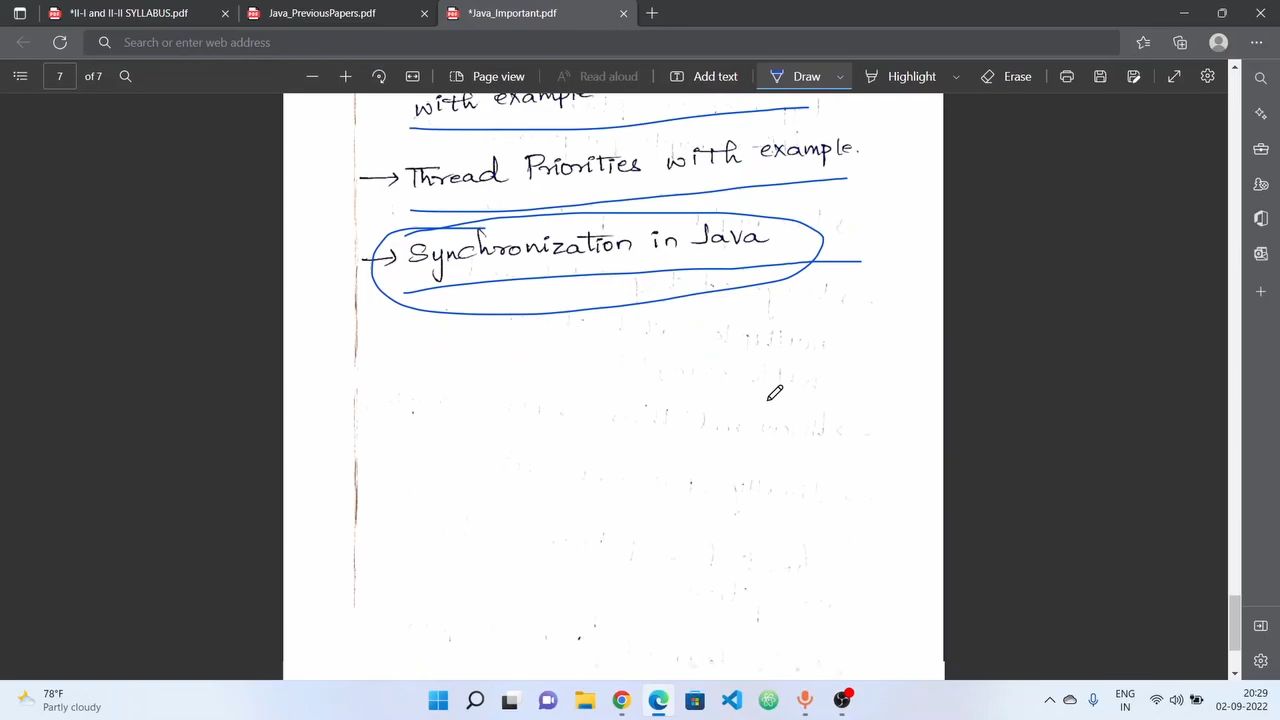 *II-I and II-II SYLLABUS.pdf
Java_PreviousPapers.pdf
*Java_Important.pdf
Search or enter web address
7 of 7
Page view
Read aloud
Add text
Draw
Highlight
Erase
with example
→ Thread Priorities with example.
→ Synchronization in Java
78°F
Partly cloudy
ENG
IN
20:29
02-09-2022